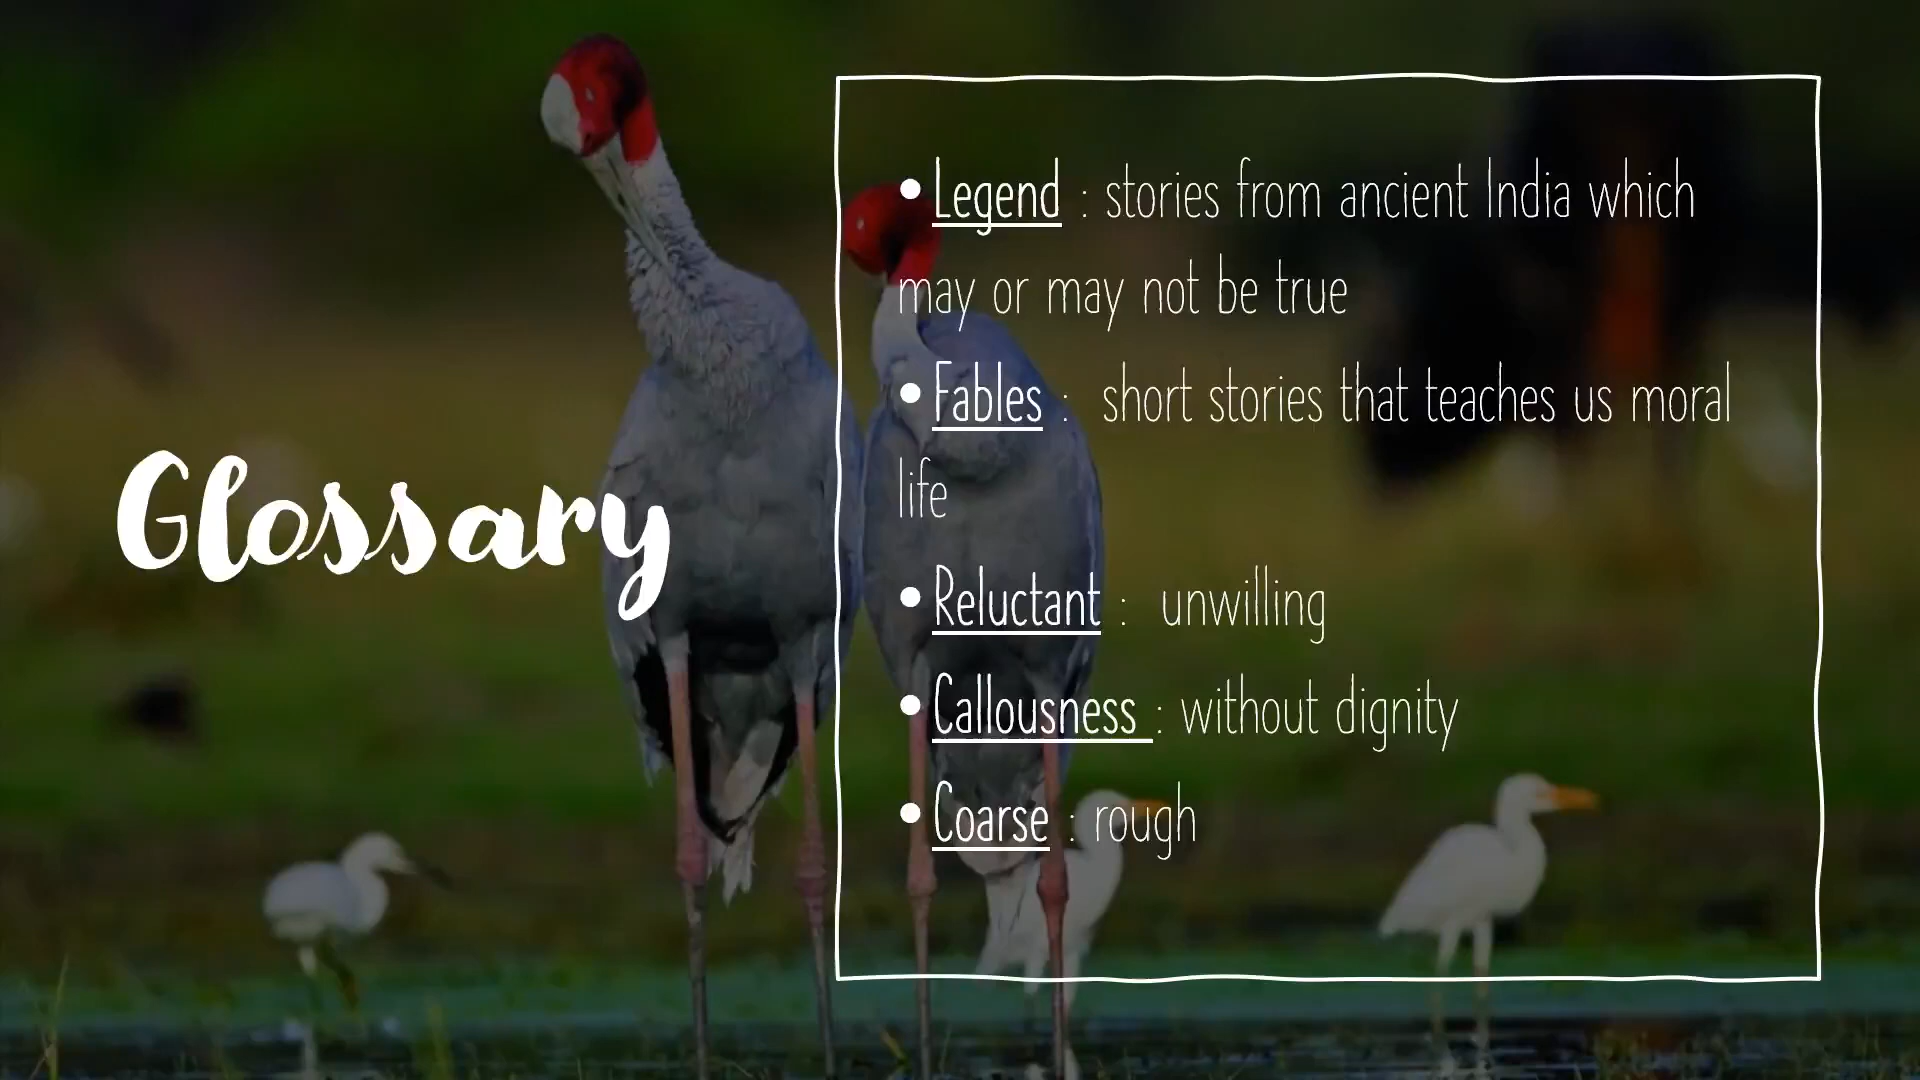 Glossary
• Legend : stories from ancient India which
may or may not be true
• Fables : short stories that teaches us moral
life
• Reluctant : unwilling
• Callousness : without dignity
• Coarse : rough